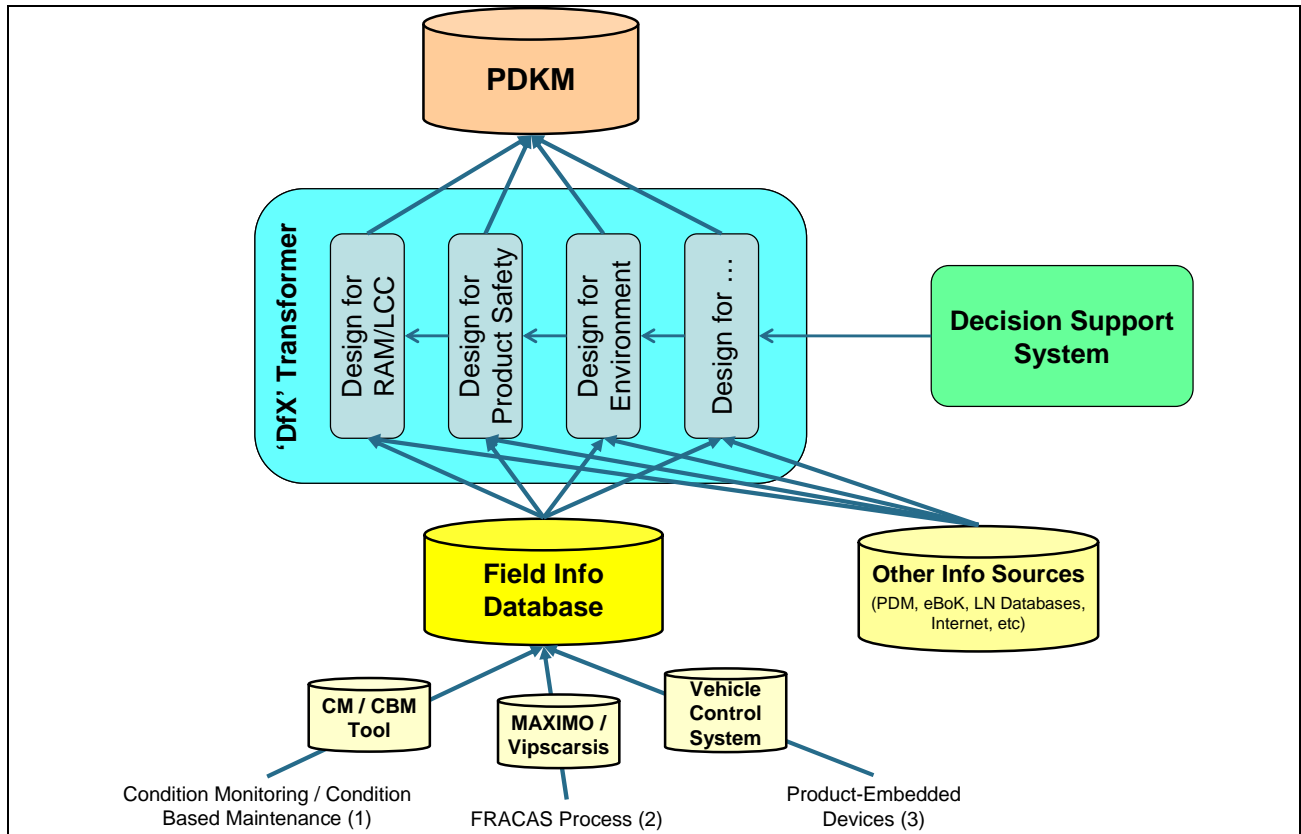 PDKM
'DfX' Transformer
Design for
RAM/LCC
Design for
Product Safety
Design for
Environment
Design for …
Decision Support
System
Field Info
Database
Other Info Sources
(PDM, eBoK, LN Databases,
Internet, etc)
CM / CBM
Tool
MAXIMO /
Vipscarsis
Vehicle
Control
System
Condition Monitoring / Condition
Based Maintenance (1)
FRACAS Process (2)
Product-Embedded
Devices (3)